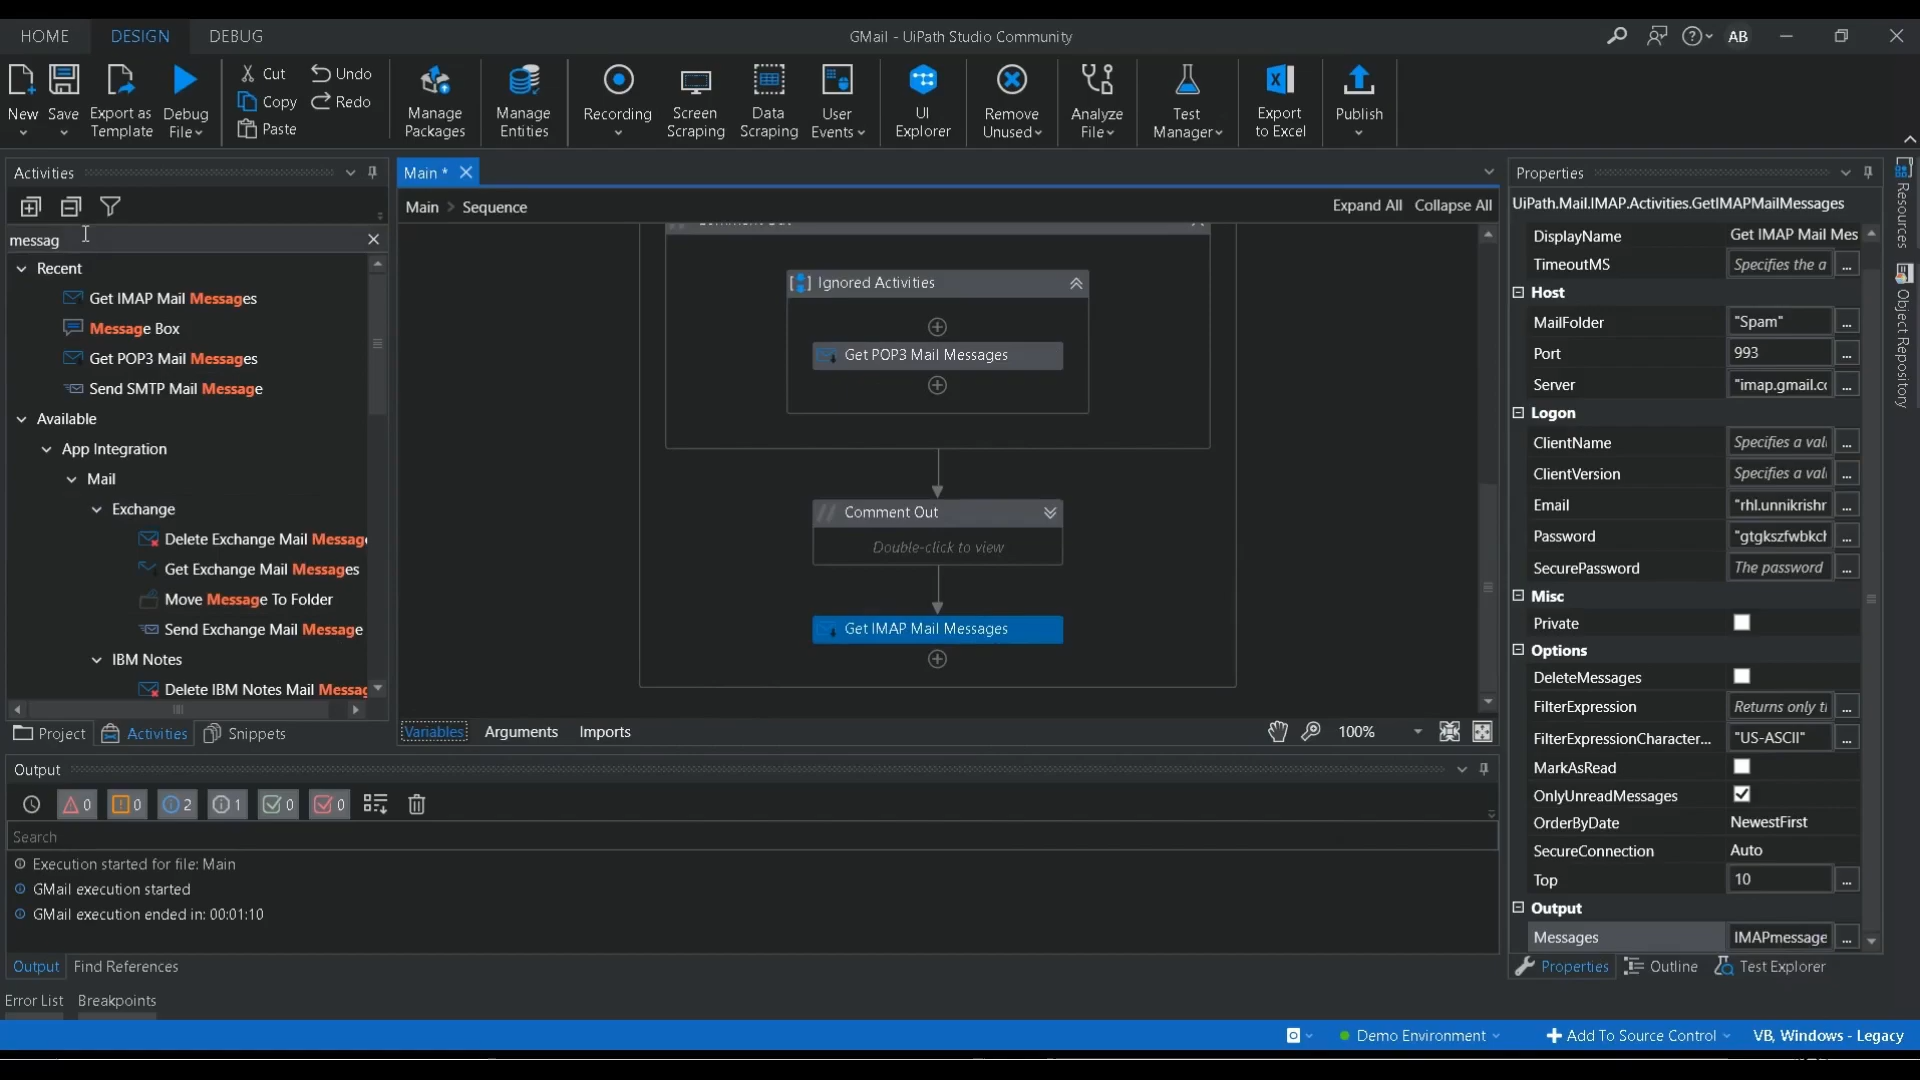 HOME
DESIGN
DEBUG
GMail - UiPath Studio Community
AB
New
Save
Export as
Template
Debug
File
Cut
Copy
Paste
Undo
Redo
Manage
Packages
Manage
Entities
Recording
Screen
Scraping
Data
Scraping
User
Events
UI
Explorer
Remove
Unused
Analyze
File
Test
Manager
Export
to Excel
Publish
Activities
messag
Recent
Get IMAP Mail Messages
Message Box
Get POP3 Mail Messages
Send SMTP Mail Message
Available
App Integration
Mail
Exchange
Delete Exchange Mail Message
Get Exchange Mail Messages
Move Message To Folder
Send Exchange Mail Message
IBM Notes
Delete IBM Notes Mail Messag
Project
Activities
Snippets
Main *
Main > Sequence
Expand All
Collapse All
Ignored Activities
Get POP3 Mail Messages
// Comment Out
Double-click to view
Get IMAP Mail Messages
Variables
Arguments
Imports
100%
Output
0
0
2
1
0
0
Search
Execution started for file: Main
GMail execution started
GMail execution ended in: 00:01:10
Output
Find References
Error List
Breakpoints
Properties
UiPath.Mail.IMAP.Activities.GetIMAPMailMessages
DisplayName Get IMAP Mail Mes
TimeoutMS Specifies the a ...
Host
MailFolder "Spam" ...
Port 993 ...
Server "imap.gmail.co ...
Logon
ClientName Specifies a val ...
ClientVersion Specifies a val ...
Email "rhl.unnikrishr ...
Password "gtgkszfwbkch ...
SecurePassword The password ...
Misc
Private
Options
DeleteMessages
FilterExpression Returns only t ...
FilterExpressionCharacter... "US-ASCII" ...
MarkAsRead
OnlyUnreadMessages
OrderByDate NewestFirst
SecureConnection Auto
Top 10 ...
Output
Messages IMAPmessage ...
Properties
Outline
Test Explorer
Resources
Object Repository
Demo Environment
Add To Source Control
VB, Windows - Legacy